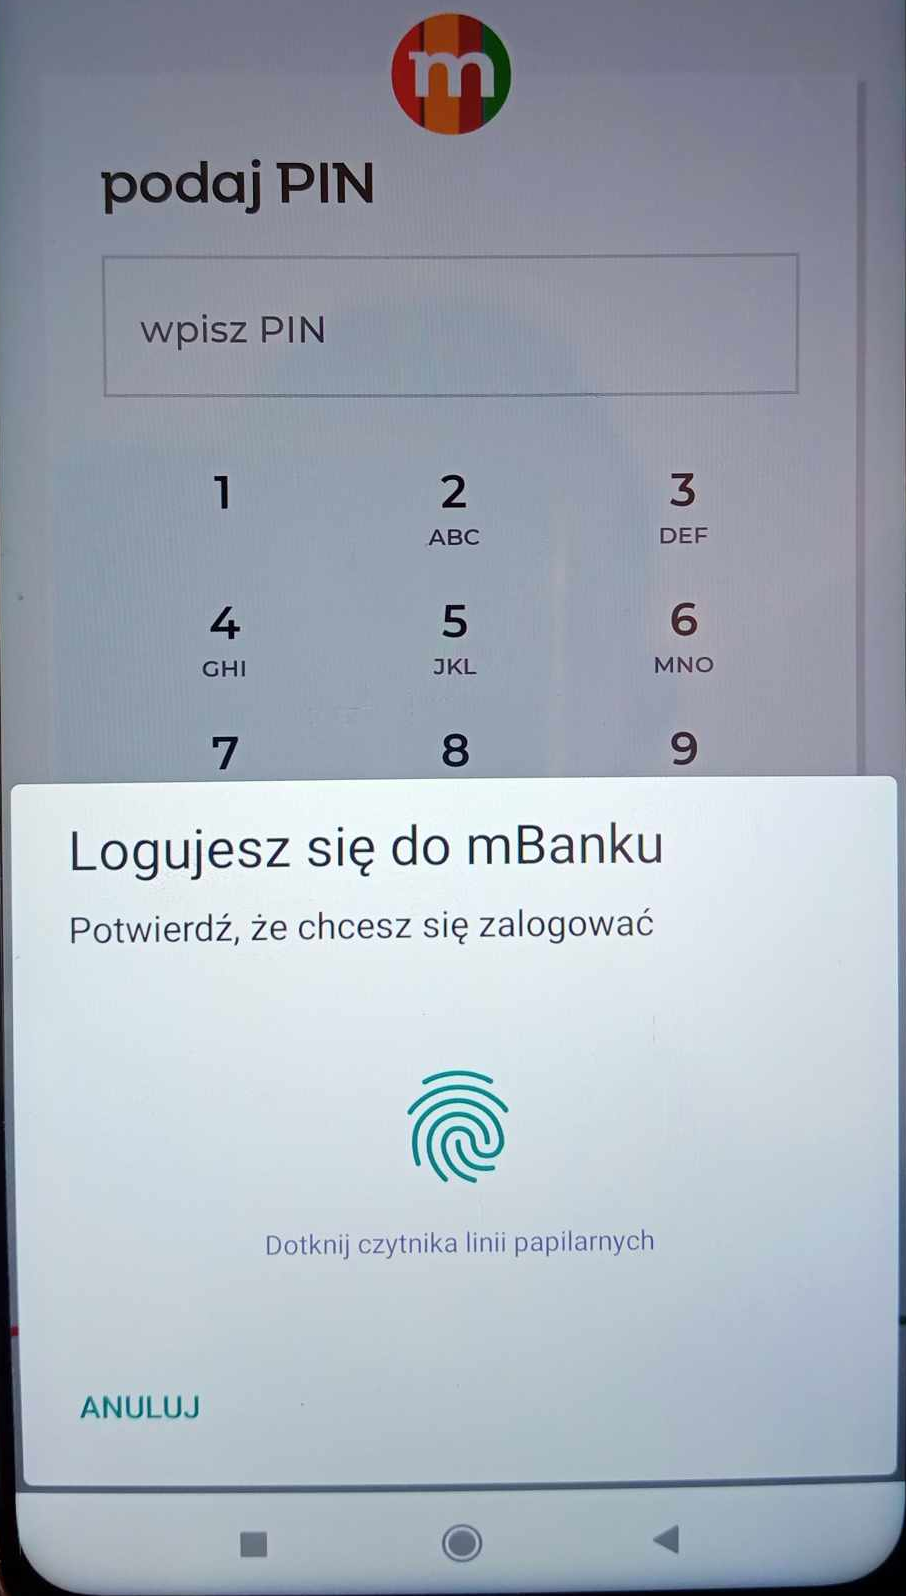 m
podaj PIN
wpisz PIN
1 2 3
ABC DEF
4 5 6
GHI JKL MNO
7 8 9
Logujesz się do mBanku
Potwierdź, że chcesz się zalogować
Dotknij czytnika linii papilarnych
ANULUJ